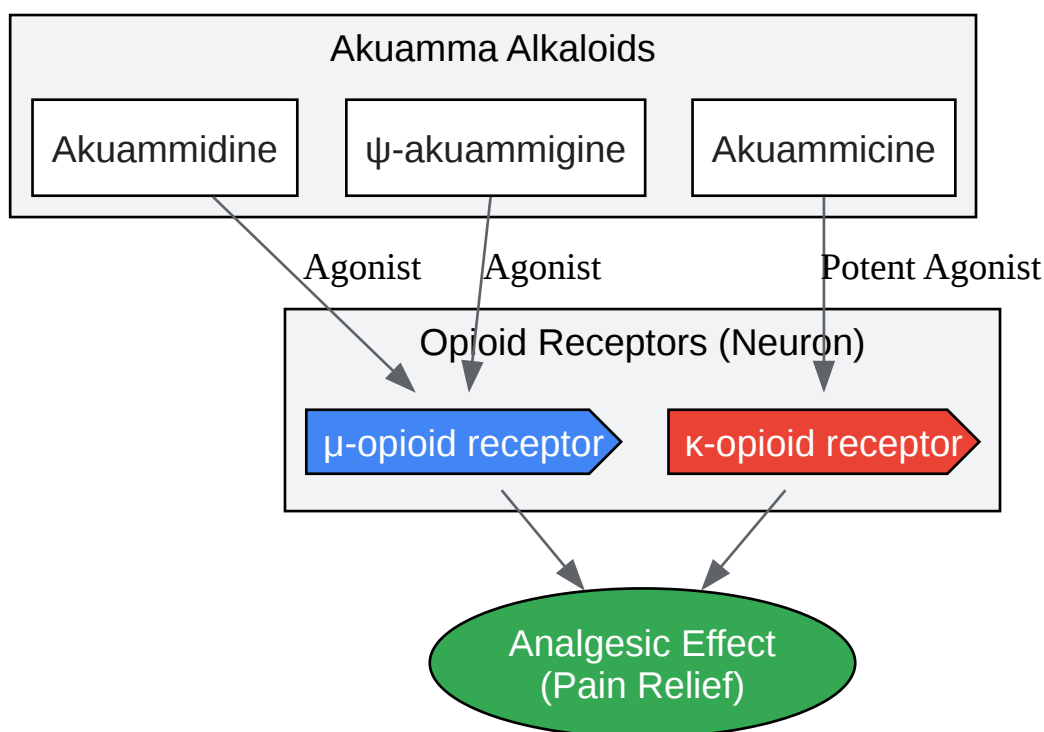 Akuamma Alkaloids
Akuammidine
ψ-akuammigine
Akuammicine
Agonist
Agonist
Potent Agonist
Opioid Receptors (Neuron)
μ-opioid receptor
κ-opioid receptor
Analgesic Effect
(Pain Relief)